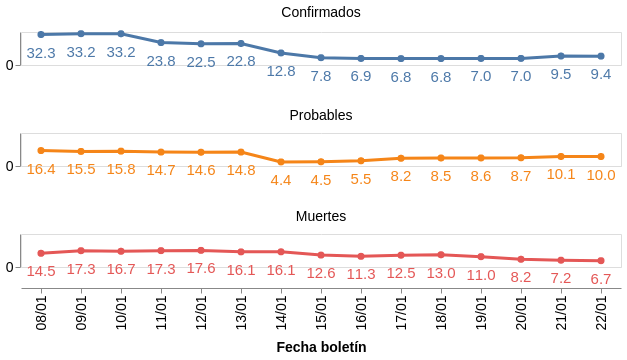 Confirmados
0
32.3 33.2 33.2 23.8 22.5 22.8 12.8 7.8 6.9 6.8 6.8 7.0 7.0 9.5 9.4
Probables
0
16.4 15.5 15.8 14.7 14.6 14.8 4.4 4.5 5.5 8.2 8.5 8.6 8.7 10.1 10.0
Muertes
0
14.5 17.3 16.7 17.3 17.6 16.1 16.1 12.6 11.3 12.5 13.0 11.0 8.2 7.2 6.7
08/01 09/01 10/01 11/01 12/01 13/01 14/01 15/01 16/01 17/01 18/01 19/01 20/01 21/01 22/01
Fecha boletín